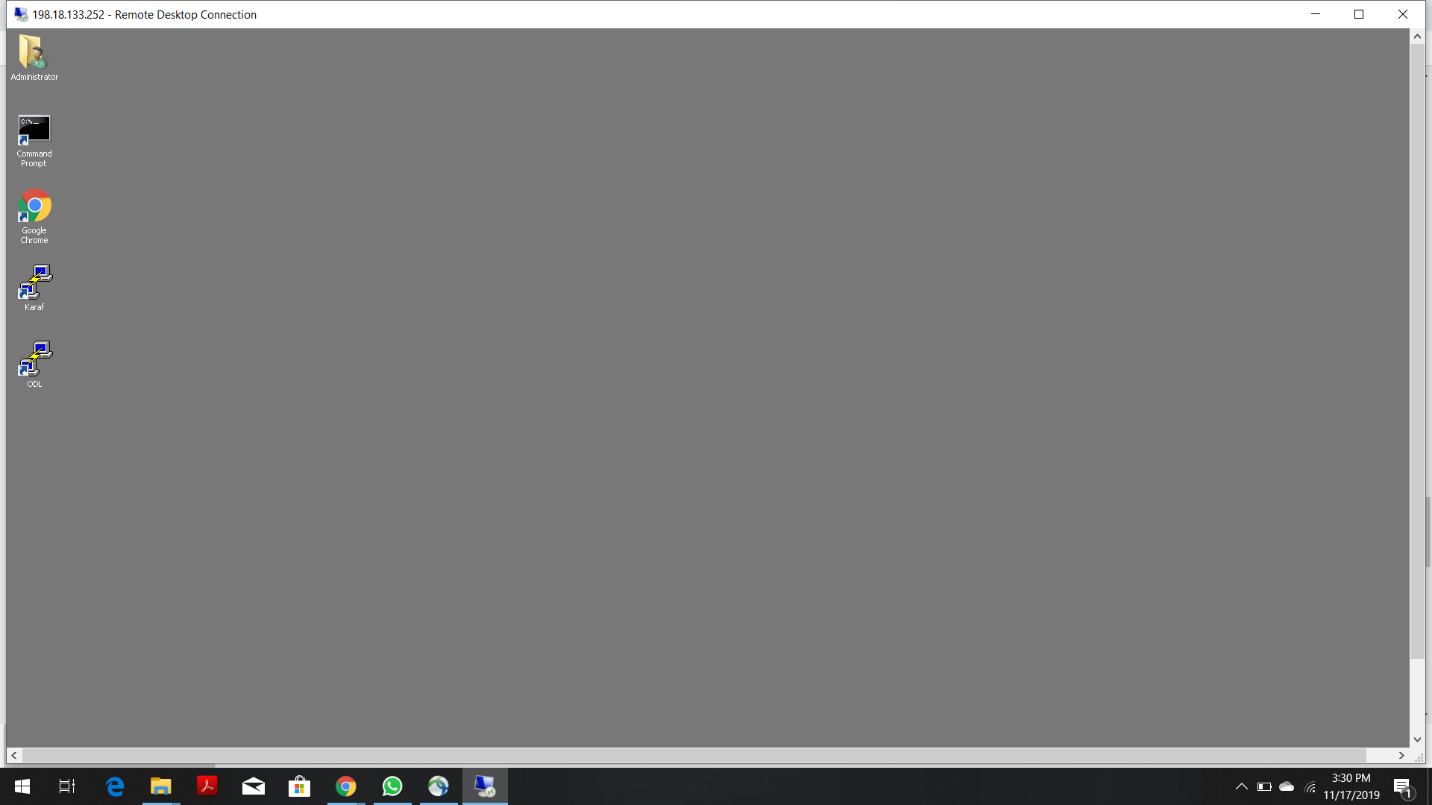 198.18.133.252 - Remote Desktop Connection
Administrator
C:\._
Command
Prompt
Google
Chrome
Karaf
ODL
3:30 PM
11/17/2019
1